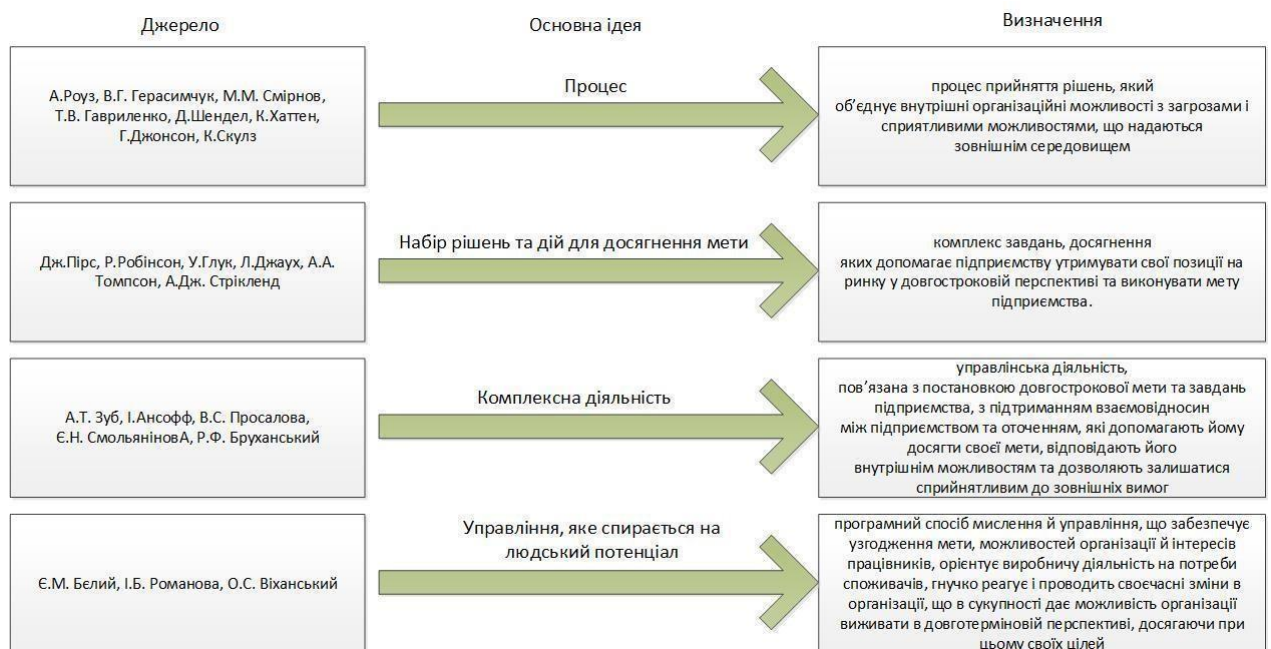 Джерело
Основна ідея
Визначення
А.Роуз, В.Г. Герасимчук, М.М. Смірнов,
Т.В. Гавриленко, Д.Шендел, К.Хаттен,
Г.Джонсон, К.Скулз
Процес
процес прийняття рішень, який
об’єднує внутрішні організаційні можливості з загрозами і
сприятливими можливостями, що надаються
зовнішнім середовищем
Дж.Пірс, Р.Робінсон, У.Глук, Л.Джаух, А.А.
Томпсон, А.Дж. Стрікленд
Набір рішень та дій для досягнення мети
комплекс завдань, досягнення
яких допомагає підприємству утримувати свої позиції на
ринку у довгостроковій перспективі та виконувати мету
підприємства.
А.Т. Зуб, І.Ансофф, В.С. Просалова,
Є.Н. СмольяніновА, Р.Ф. Бруханський
Комплексна діяльність
управлінська діяльність,
пов’язана з постановкою довгострокової мети та завдань
підприємства, з підтриманням взаємовідносин
між підприємством та оточенням, які допомагають йому
досягти своєї мети, відповідають його
внутрішнім можливостям та дозволяють залишатися
сприйнятливим до зовнішніх вимог
Є.М. Бєлий, І.Б. Романова, О.С. Віханський
Управління, яке спирається на
людський потенціал
програмний спосіб мислення й управління, що забезпечує
узгодження мети, можливостей організації й інтересів
працівників, орієнтує виробничу діяльність на потреби
споживачів, гнучко реагує і проводить своєчасні зміни в
організації, що в сукупності дає можливість організації
виживати в довготерміновій перспективі, досягаючи при
цьому своїх цілей